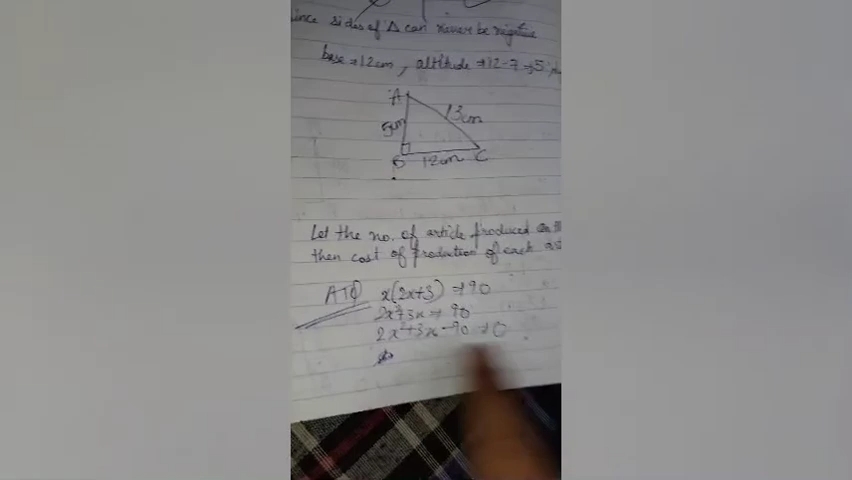 ince sides of Δ can never be negative
base = 12cm, altitude ⇒ 12-7 ⇒ 5
A
5cm
13cm
B
12cm
C
Let the no. of article produced
then cost of production of each
ATQ x(2x+3) ⇒ 90
2x²+3x ⇒ 90
2x²+3x-90 ⇒ 0